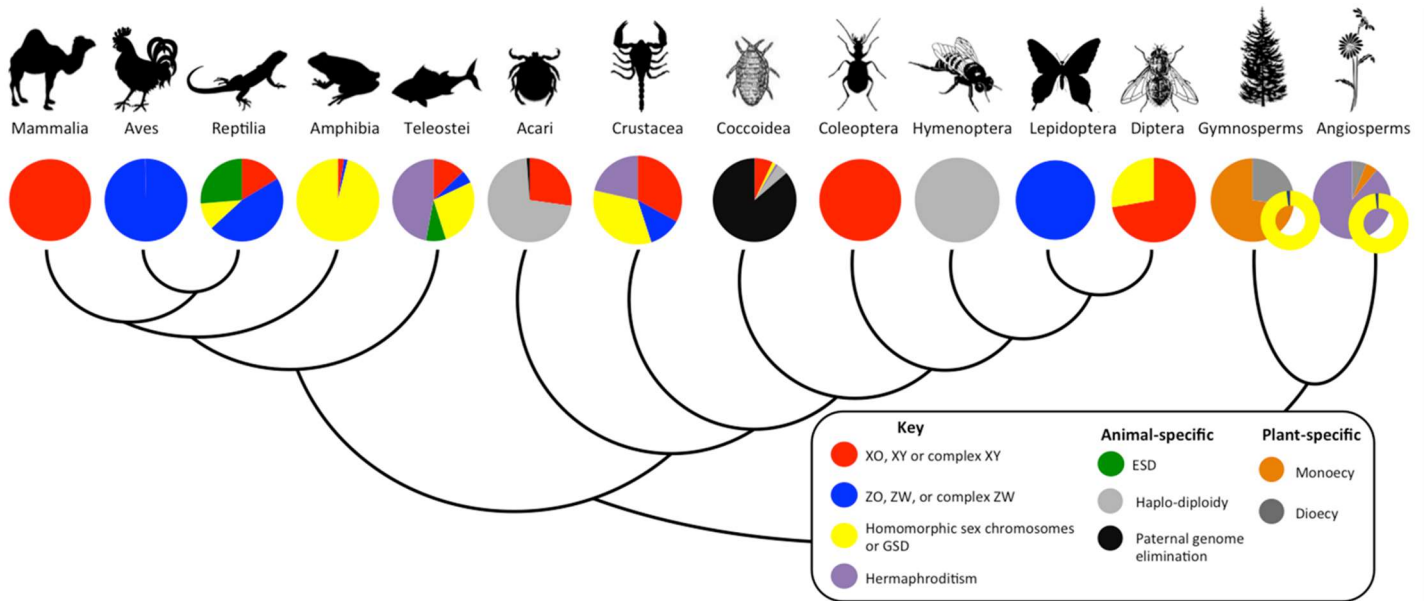 Mammalia Aves Reptilia Amphibia Teleostei Acari Crustacea Coccoidea Coleoptera Hymenoptera Lepidoptera Diptera Gymnosperms Angiosperms
Key
XO, XY or complex XY
ZO, ZW, or complex ZW
Homomorphic sex chromosomes
or GSD
Hermaphroditism
Animal-specific
ESD
Haplo-diploidy
Paternal genome
elimination
Plant-specific
Monoecy
Dioecy